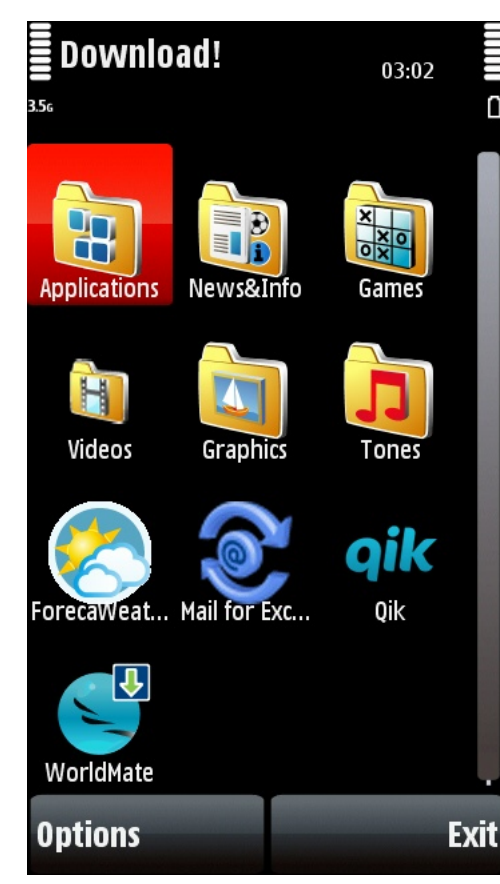 Download!
03:02
3.5G
Applications
News&Info
Games
Videos
Graphics
Tones
ForecaWeat...
Mail for Exc...
qik
Qik
WorldMate
Options
Exit